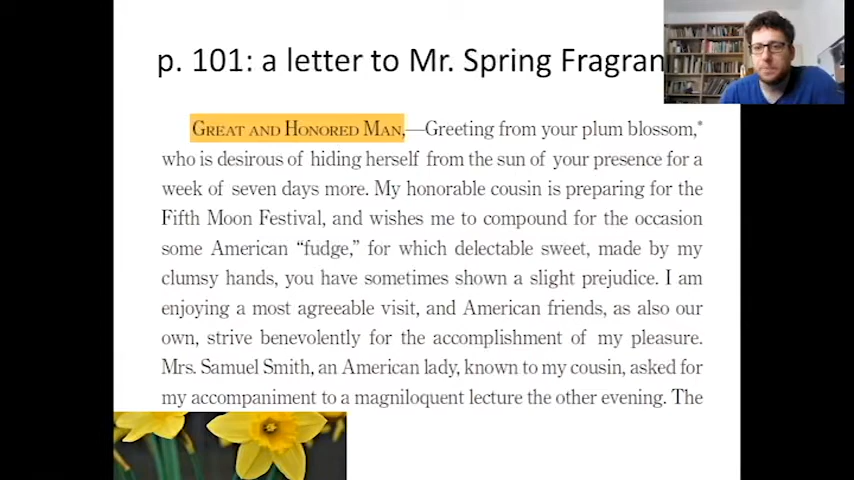 p. 101: a letter to Mr. Spring Fragran
GREAT AND HONORED MAN,—Greeting from your plum blossom,*
who is desirous of hiding herself from the sun of your presence for a
week of seven days more. My honorable cousin is preparing for the
Fifth Moon Festival, and wishes me to compound for the occasion
some American “fudge,” for which delectable sweet, made by my
clumsy hands, you have sometimes shown a slight prejudice. I am
enjoying a most agreeable visit, and American friends, as also our
own, strive benevolently for the accomplishment of my pleasure.
Mrs. Samuel Smith, an American lady, known to my cousin, asked for
my accompaniment to a magniloquent lecture the other evening. The